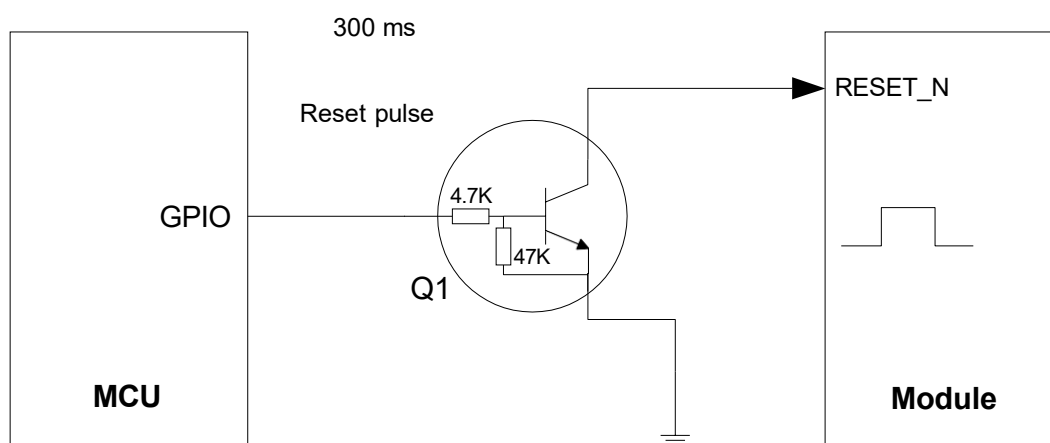 300 ms
Reset pulse
RESET_N
4.7K
GPIO
47K
Q1
MCU
Module